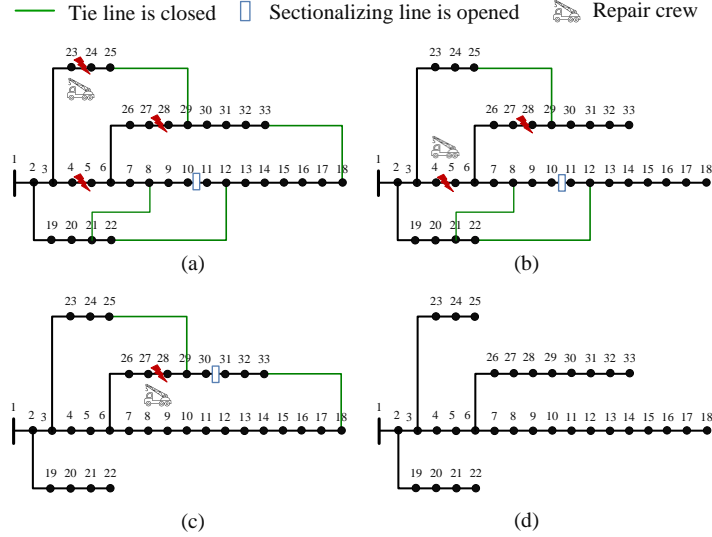 Tie line is closed
Sectionalizing line is opened
Repair crew
23 24 25
26 27 28 29 30 31 32 33
1
2 3 4 5 6 7 8 9 10 11 12 13 14 15 16 17 18
19 20 21 22
(a)
23 24 25
26 27 28 29 30 31 32 33
1
2 3 4 5 6 7 8 9 10 11 12 13 14 15 16 17 18
19 20 21 22
(b)
23 24 25
26 27 28 29 30 31 32 33
1
2 3 4 5 6 7 8 9 10 11 12 13 14 15 16 17 18
19 20 21 22
(c)
23 24 25
26 27 28 29 30 31 32 33
1
2 3 4 5 6 7 8 9 10 11 12 13 14 15 16 17 18
19 20 21 22
(d)